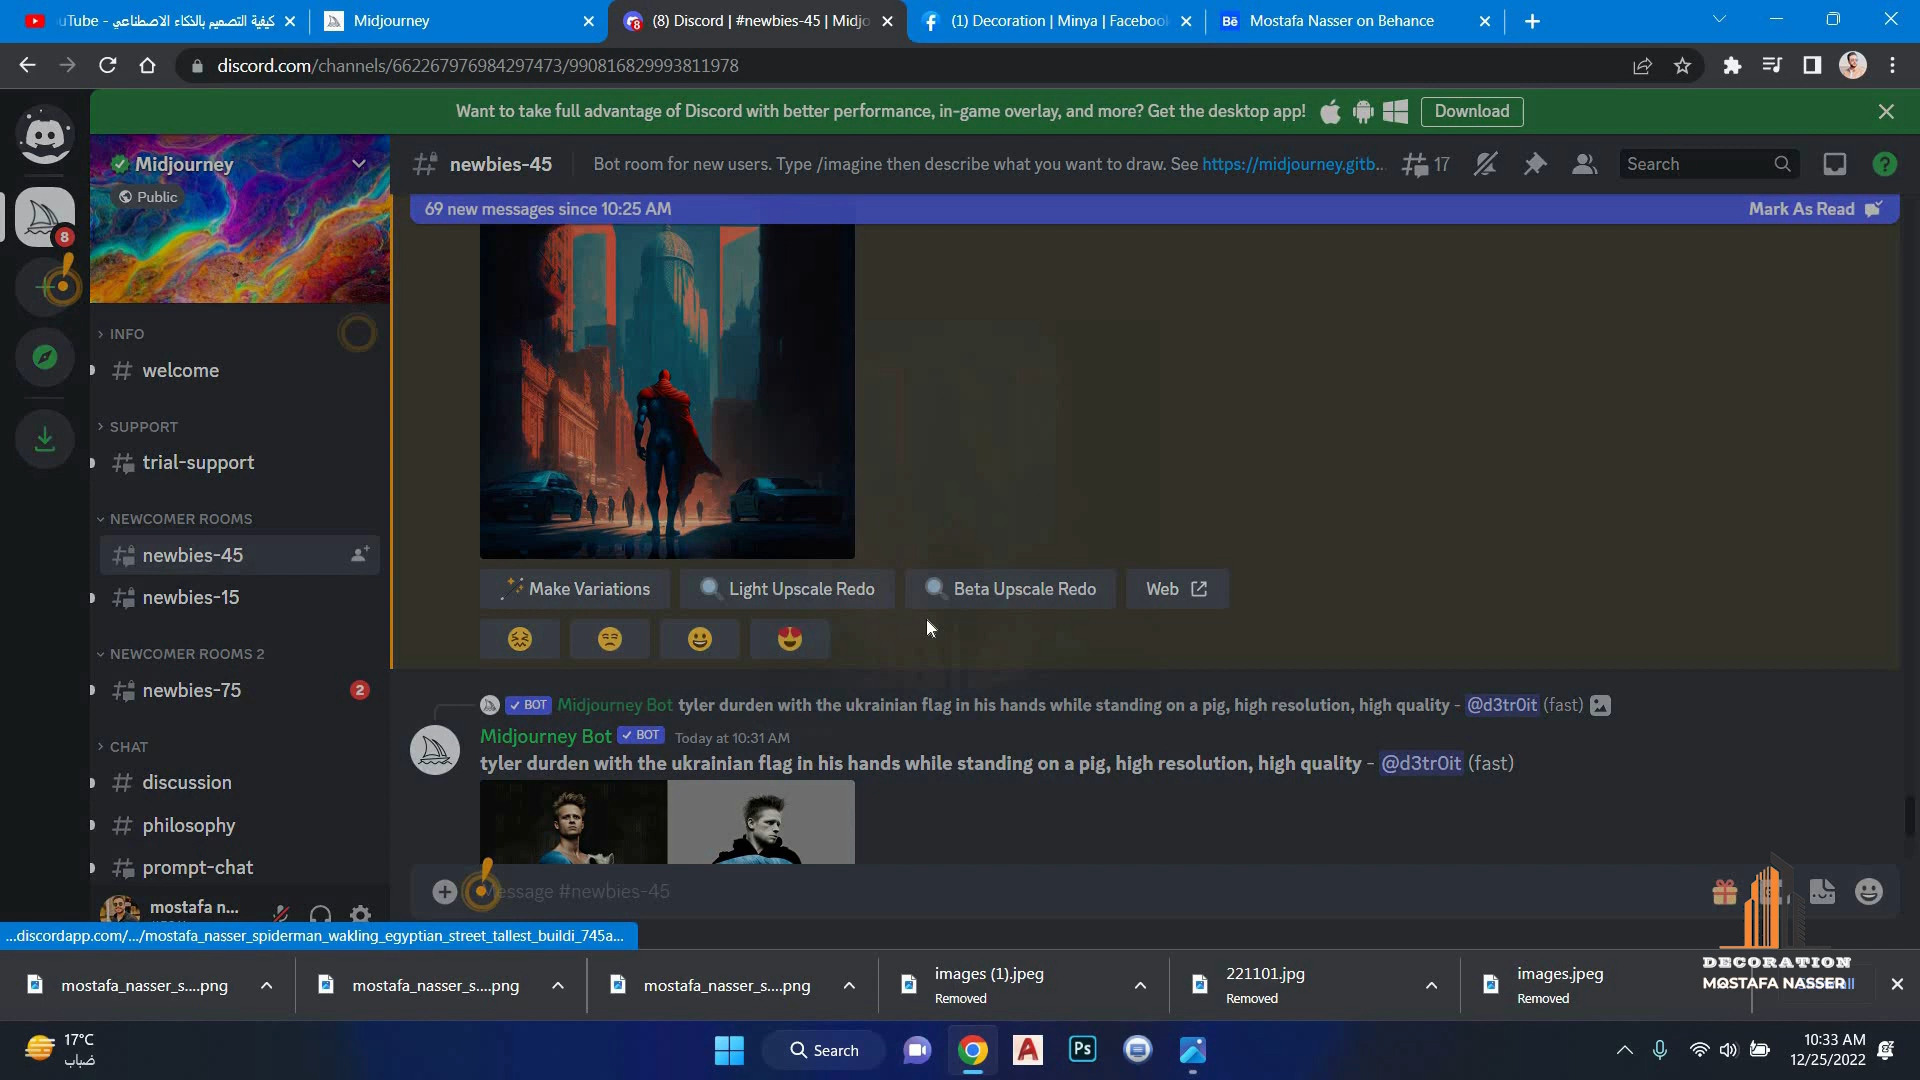 uTube - كيفية التصميم بالذكاء الاصطناعي
Midjourney
(8) Discord | #newbies-45 | Midjo
(1) Decoration | Minya | Facebook
Bē Mostafa Nasser on Behance
discord.com/channels/662267976984297473/990816829993811978
Want to take full advantage of Discord with better performance, in-game overlay, and more? Get the desktop app!
Download
Midjourney
Public
newbies-45
Bot room for new users. Type /imagine then describe what you want to draw. See https://midjourney.gitb...
17
Search
69 new messages since 10:25 AM
Mark As Read
8
INFO
welcome
SUPPORT
trial-support
NEWCOMER ROOMS
newbies-45
newbies-15
NEWCOMER ROOMS 2
newbies-75
2
CHAT
discussion
philosophy
prompt-chat
mostafa n...
Make Variations
Light Upscale Redo
Beta Upscale Redo
Web
BOT Midjourney Bot tyler durden with the ukrainian flag in his hands while standing on a pig, high resolution, high quality - @d3tr0it (fast)
Midjourney Bot BOT Today at 10:31 AM
tyler durden with the ukrainian flag in his hands while standing on a pig, high resolution, high quality - @d3tr0it (fast)
Message #newbies-45
...discordapp.com/.../mostafa_nasser_spiderman_wakling_egyptian_street_tallest_buildi_745a...
mostafa_nasser_s....png
mostafa_nasser_s....png
mostafa_nasser_s....png
images (1).jpeg
Removed
221101.jpg
Removed
images.jpeg
Removed
DECORATION
MOSTAFA NASSER
17°C
ضباب
Search
Ps
10:33 AM
12/25/2022